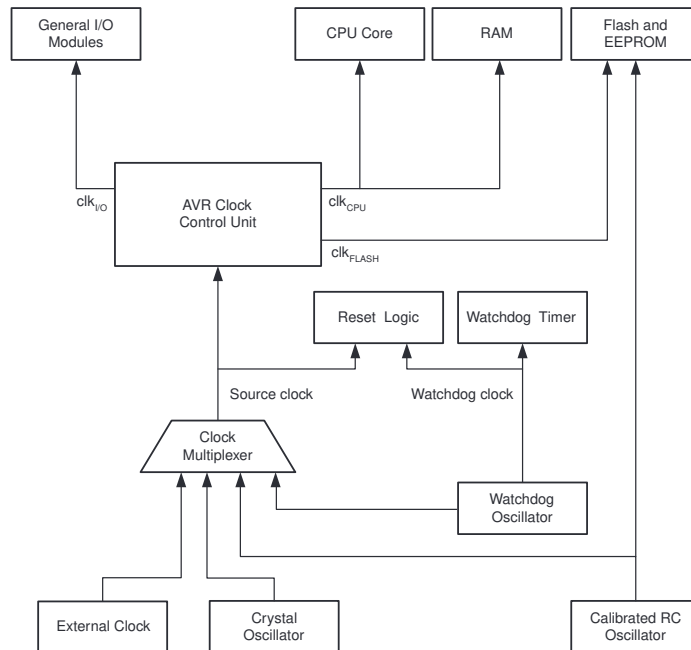 General I/O
Modules
CPU Core
RAM
Flash and
EEPROM
AVR Clock
Control Unit
clkI/O
clkCPU
clkFLASH
Reset Logic
Watchdog Timer
Source clock
Watchdog clock
Clock
Multiplexer
Watchdog
Oscillator
External Clock
Crystal
Oscillator
Calibrated RC
Oscillator